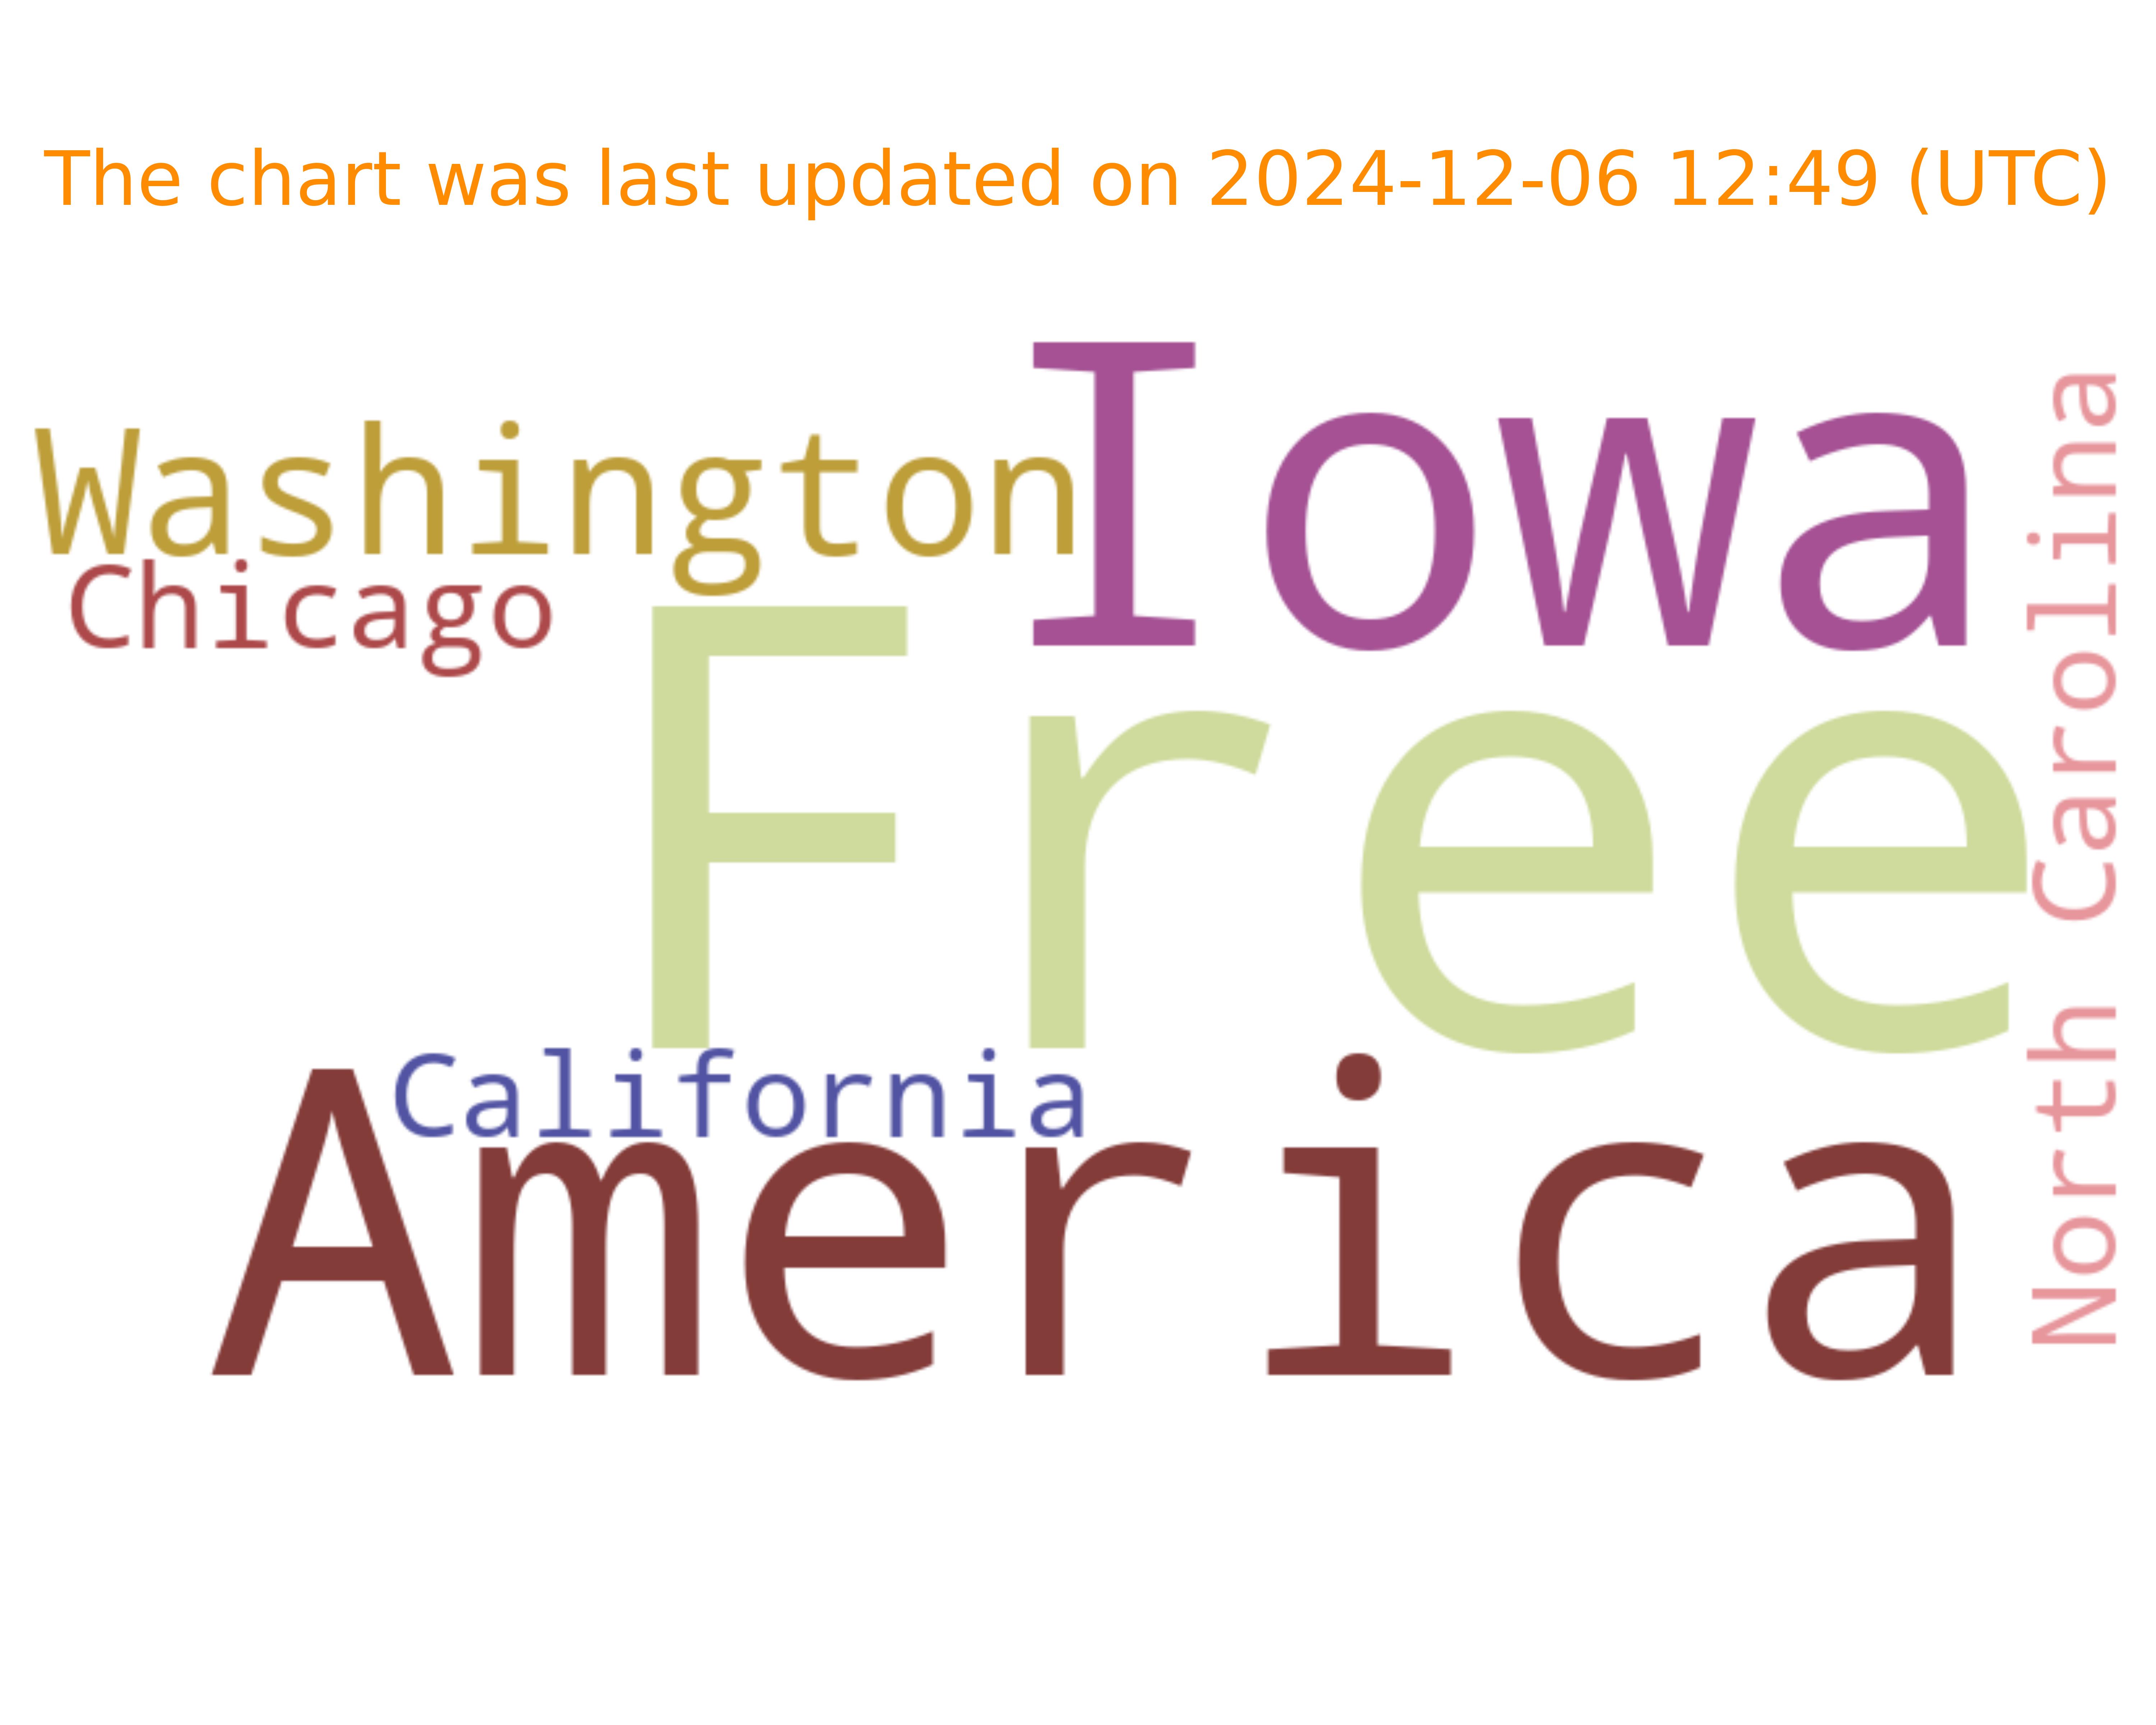 The chart was last updated on 2024-12-06 12:49 (UTC)
Iowa
Washington
Chicago
Free
North Carolina
California
America